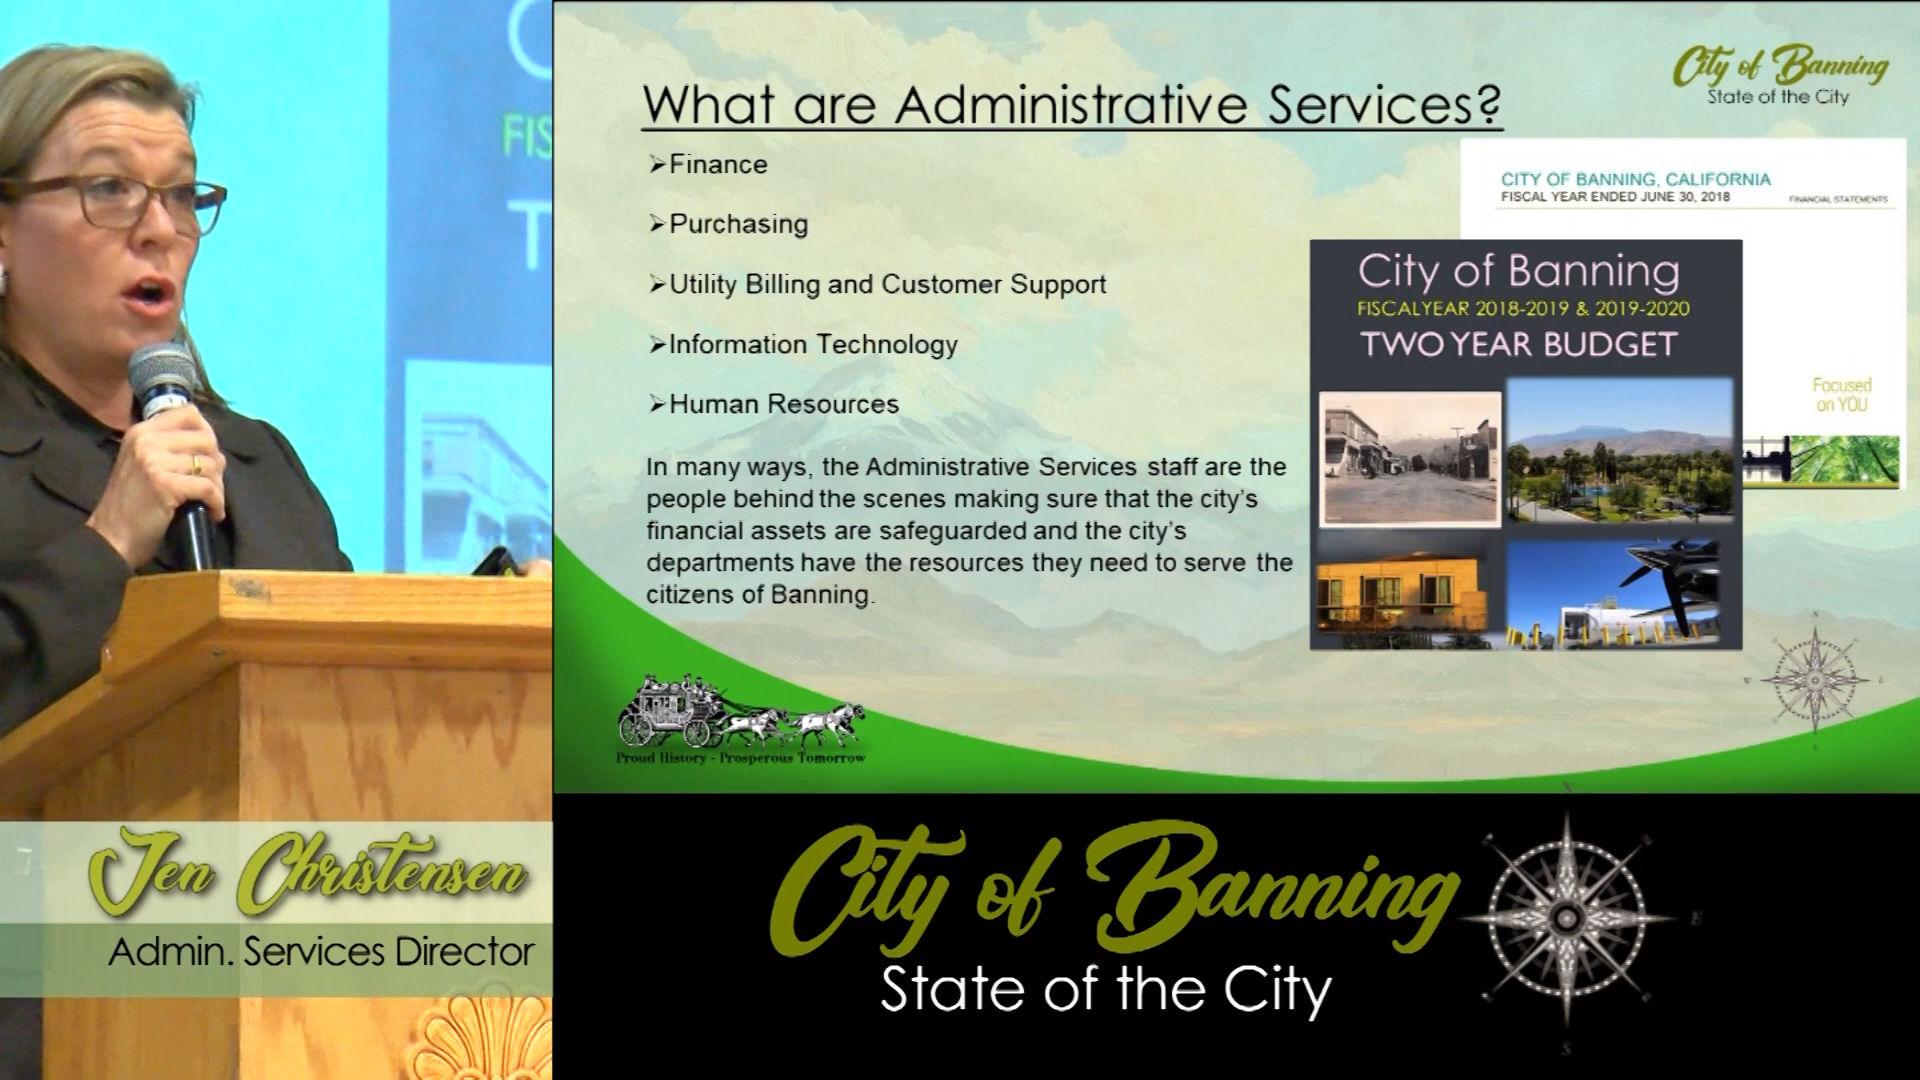 FIS
T
Jen Christensen
Admin. Services Director
City of Banning
State of the City
What are Administrative Services?
➢Finance
➢Purchasing
➢Utility Billing and Customer Support
➢Information Technology
➢Human Resources
In many ways, the Administrative Services staff are the
people behind the scenes making sure that the city's
financial assets are safeguarded and the city's
departments have the resources they need to serve the
citizens of Banning.
CITY OF BANNING, CALIFORNIA
FISCAL YEAR ENDED JUNE 30, 2018
FINANCIAL STATEMENTS
City of Banning
FISCALYEAR 2018-2019 & 2019-2020
TWO YEAR BUDGET
Focused
on YOU
Proud History - Prosperous Tomorrow
City of Banning
State of the City
E
S